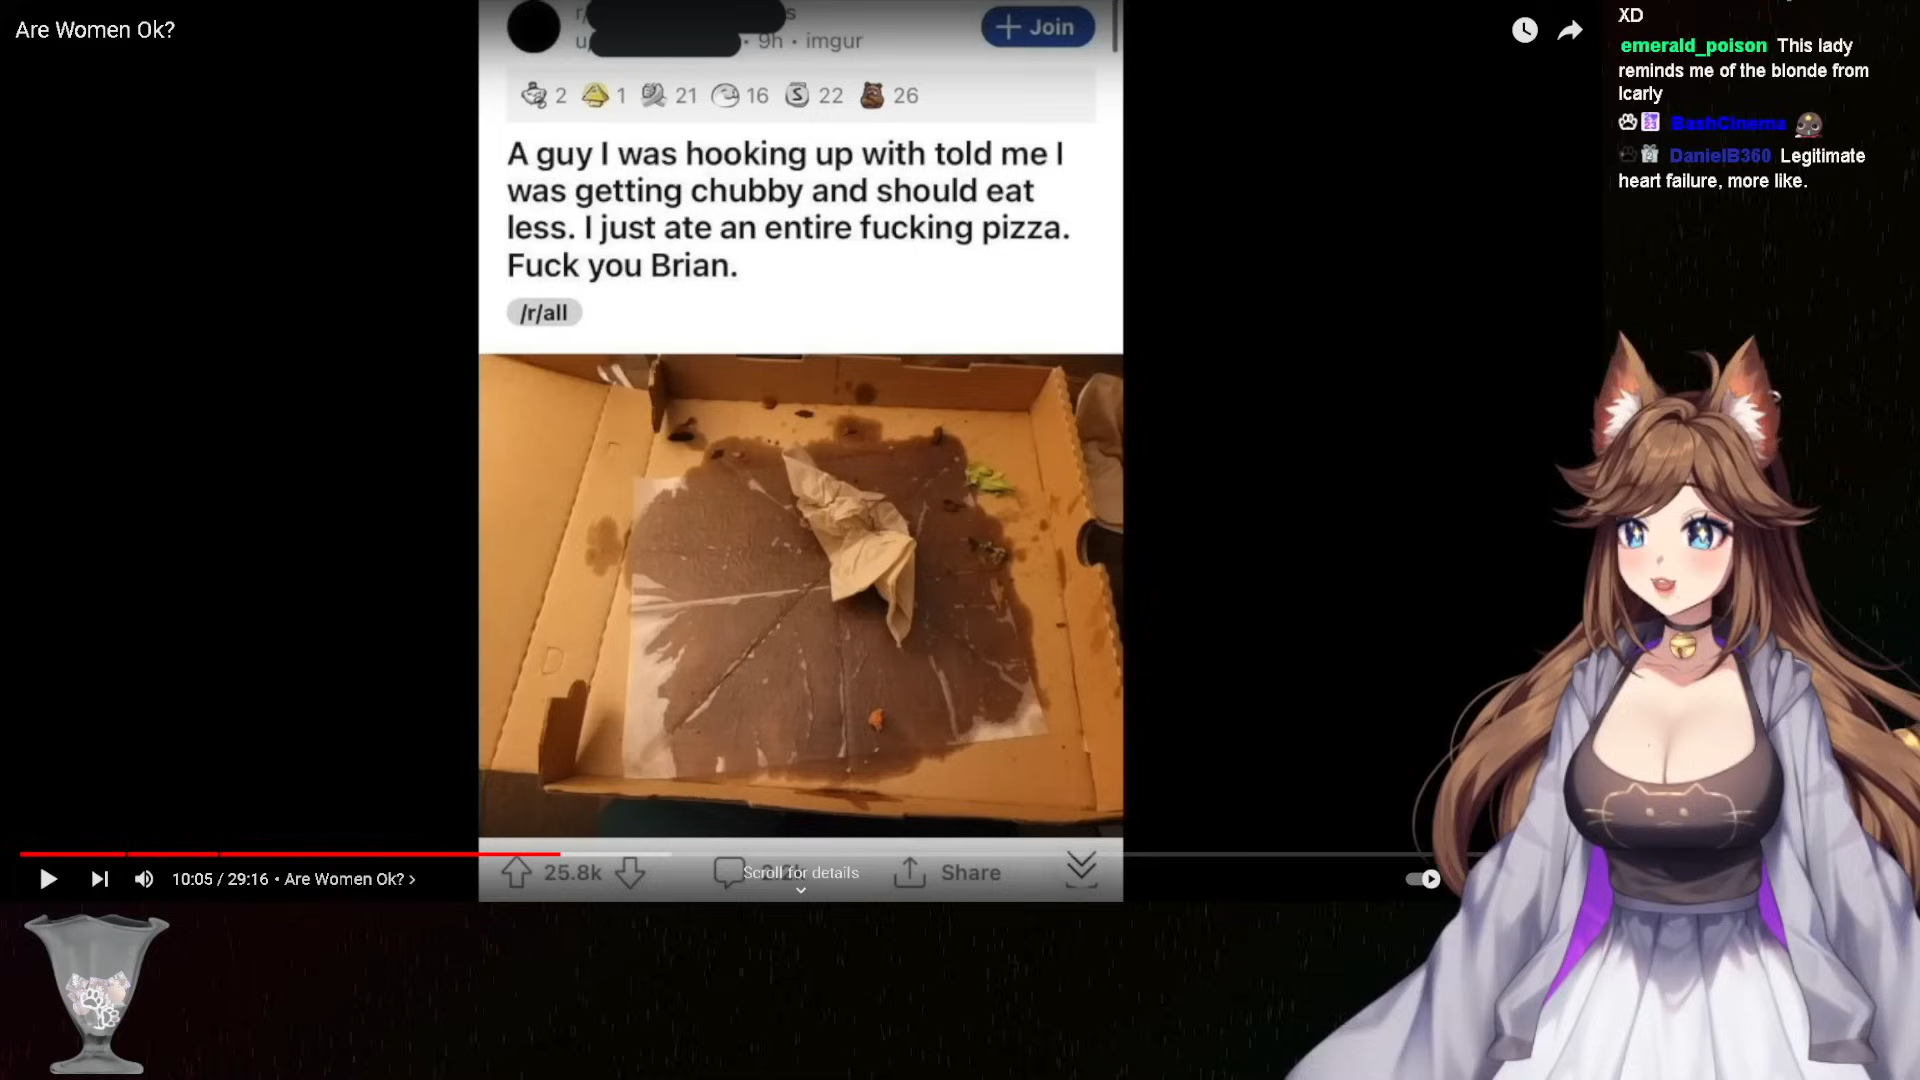 Are Women Ok?
r/
s
u/
· 9h · imgur
Join
2 1 21 16 22 26
A guy I was hooking up with told me I
was getting chubby and should eat
less. I just ate an entire fucking pizza.
Fuck you Brian.
/r/all
25.8k
Scroll for details
Share
10:05 / 29:16 • Are Women Ok? ›
XD
emerald_poison This lady
reminds me of the blonde from
Icarly
BashCinema
DanielB360 Legitimate
heart failure, more like.